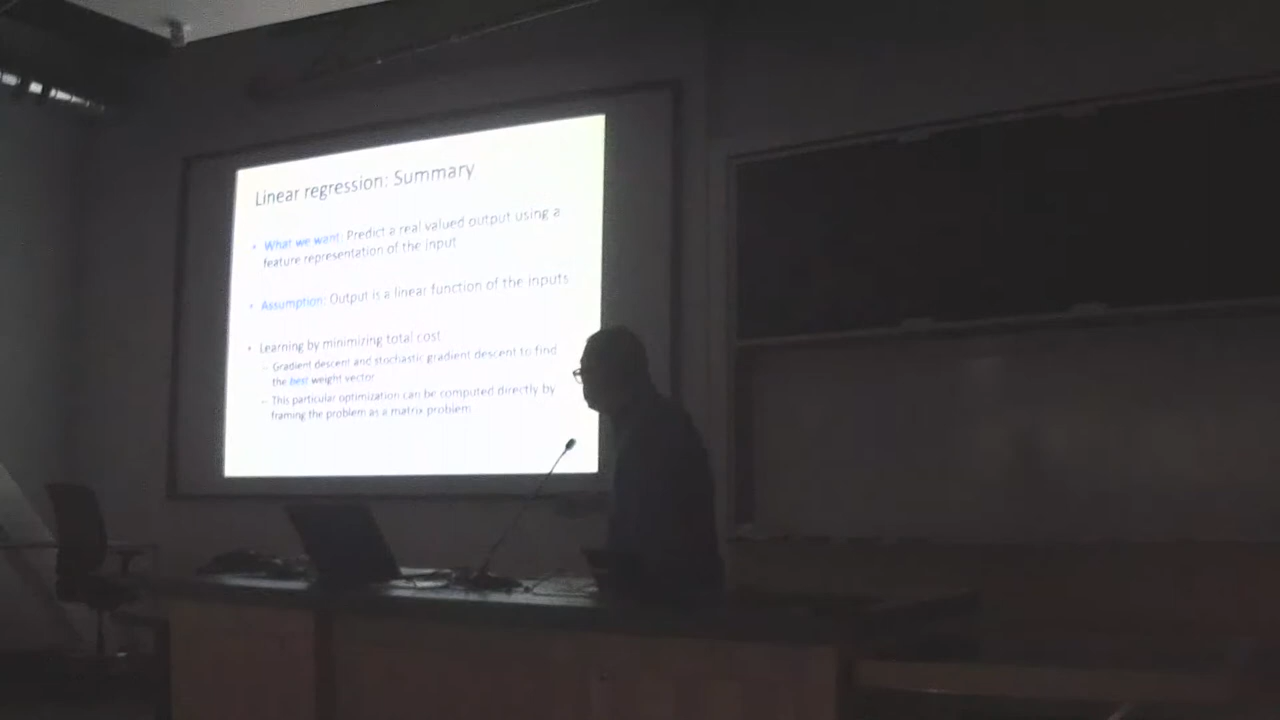 Linear regression: Summary
• What we want: Predict a real valued output using a
feature representation of the input
• Assumption: Output is a linear function of the inputs
• Learning by minimizing total cost
– Gradient descent and stochastic gradient descent to find
the best weight vector
– This particular optimization can be computed directly by
framing the problem as a matrix problem